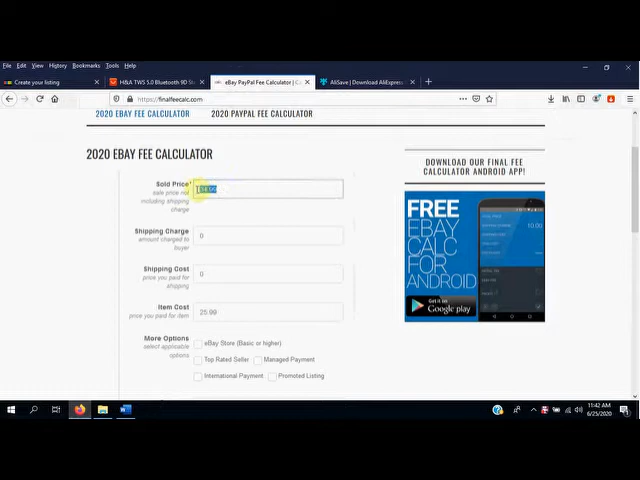 File Edit View History Bookmarks Tools Help
Create your listing
H&A TWS 5.0 Bluetooth 9D St
eBay PayPal Fee Calculator | C
AliSave | Download AliExpres
https://finalfeecalc.com
2020 EBAY FEE CALCULATOR
2020 PAYPAL FEE CALCULATOR
2020 EBAY FEE CALCULATOR
Sold Price*
sale price not
including shipping
charge
Shipping Charge
amount charged to
buyer
0
Shipping Cost
price you paid for
shipping
0
Item Cost
price you paid for item
25.99
More Options
select applicable
options
eBay Store (Basic or higher)
Top Rated Seller
Managed Payment
International Payment
Promoted Listing
DOWNLOAD OUR FINAL FEE
CALCULATOR ANDROID APP!
FREE
EBAY
CALC
FOR
ANDROID
Get it on
Google play
10.00
11:42 AM
6/25/2020